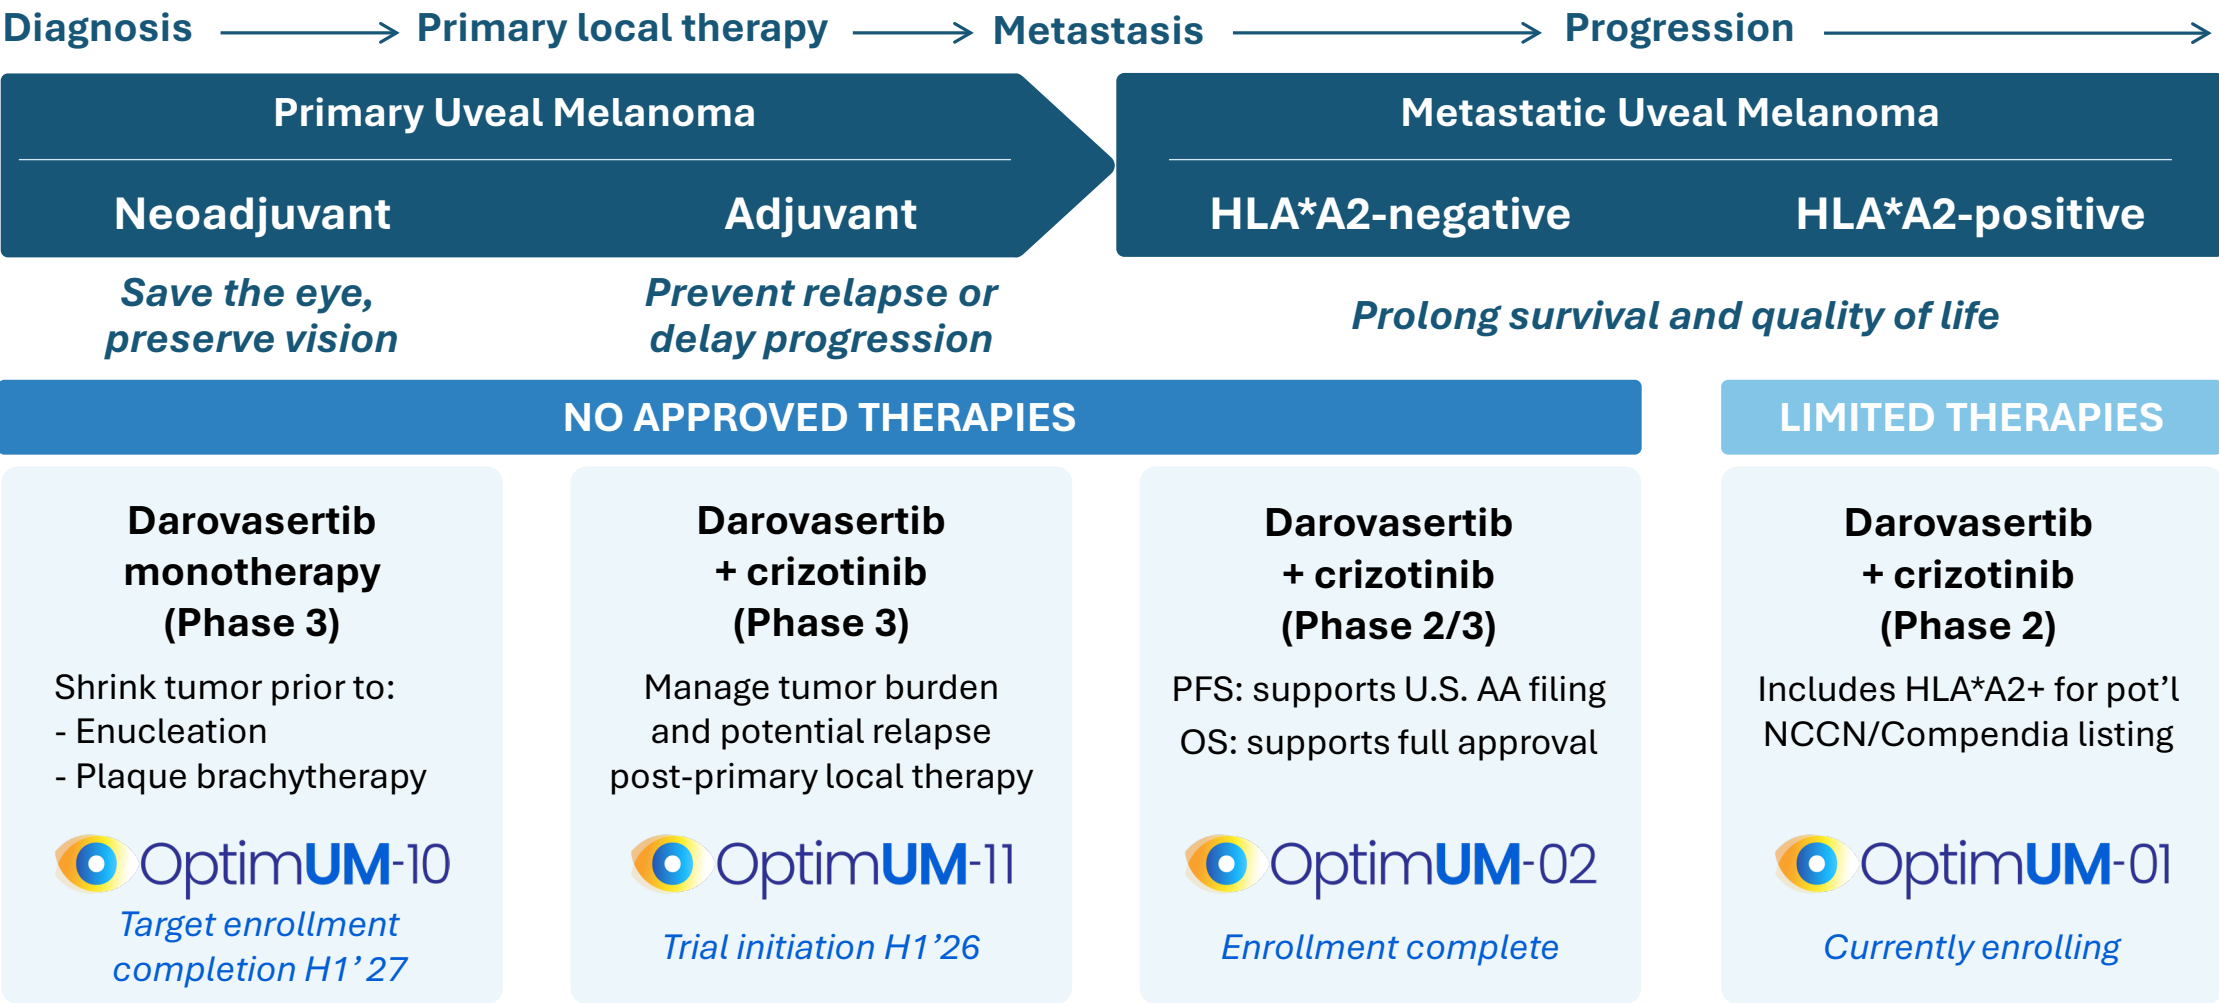 Diagnosis
Primary local therapy
Metastasis
Progression
Primary Uveal Melanoma
Metastatic Uveal Melanoma
Neoadjuvant
Adjuvant
HLA*A2-negative
HLA*A2-positive
Save the eye,
preserve vision
Prevent relapse or
delay progression
Prolong survival and quality of life
NO APPROVED THERAPIES
LIMITED THERAPIES
Darovasertib
monotherapy
(Phase 3)
Shrink tumor prior to:
- Enucleation
- Plaque brachytherapy
OptimUM-10
Target enrollment
completion H1’ 27
Darovasertib
+ crizotinib
(Phase 3)
Manage tumor burden
and potential relapse
post-primary local therapy
OptimUM-11
Trial initiation H1’26
Darovasertib
+ crizotinib
(Phase 2/3)
PFS: supports U.S. AA filing
OS: supports full approval
OptimUM-02
Enrollment complete
Darovasertib
+ crizotinib
(Phase 2)
Includes HLA*A2+ for pot’l
NCCN/Compendia listing
OptimUM-01
Currently enrolling